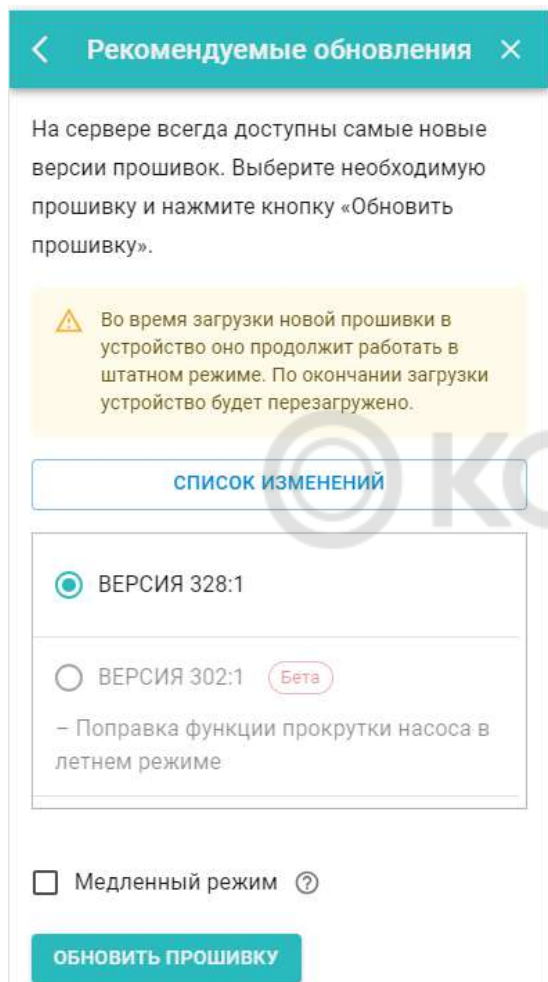 Рекомендуемые обновления
На сервере всегда доступны самые новые
версии прошивок. Выберите необходимую
прошивку и нажмите кнопку «Обновить
прошивку».
Во время загрузки новой прошивки в
устройство оно продолжит работать в
штатном режиме. По окончании загрузки
устройство будет перезагружено.
СПИСОК ИЗМЕНЕНИЙ
ВЕРСИЯ 328:1
ВЕРСИЯ 302:1 Бета
– Поправка функции прокрутки насоса в
летнем режиме
Медленный режим
ОБНОВИТЬ ПРОШИВКУ